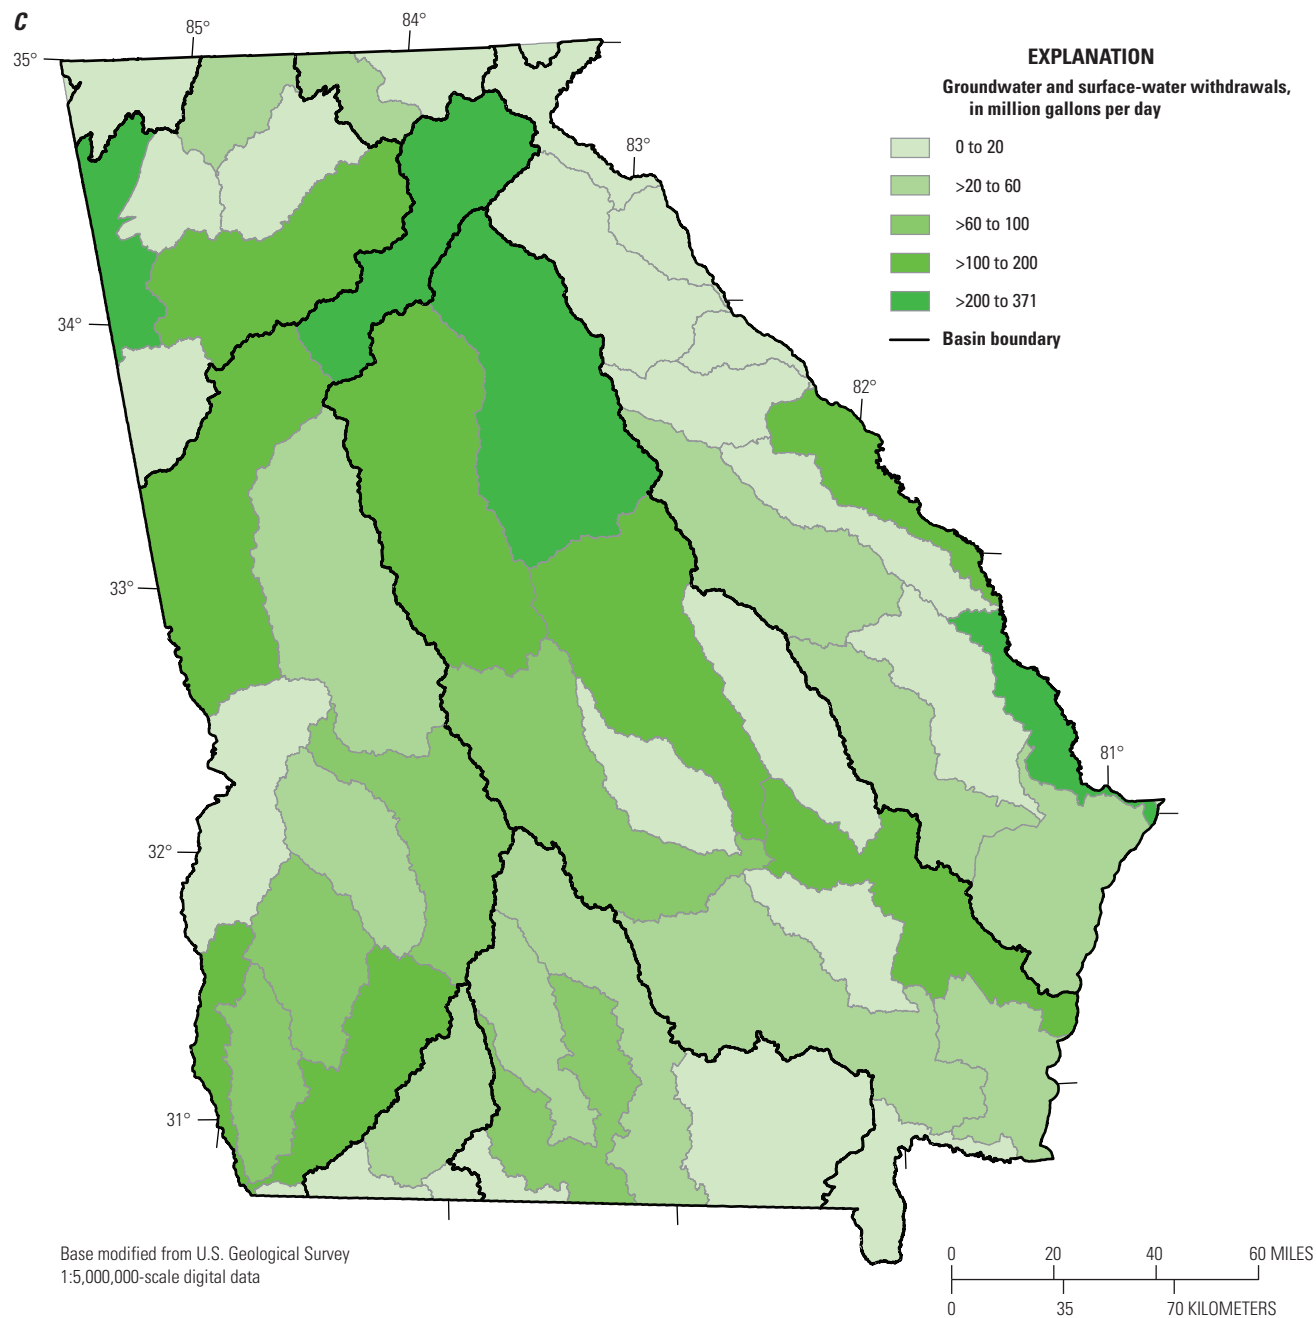 C
85°
84°
35°
EXPLANATION
Groundwater and surface-water withdrawals,
in million gallons per day
0 to 20
>20 to 60
>60 to 100
>100 to 200
>200 to 371
Basin boundary
83°
34°
82°
33°
81°
32°
31°
Base modified from U.S. Geological Survey
1:5,000,000-scale digital data
0 20 40 60 MILES
0 35 70 KILOMETERS